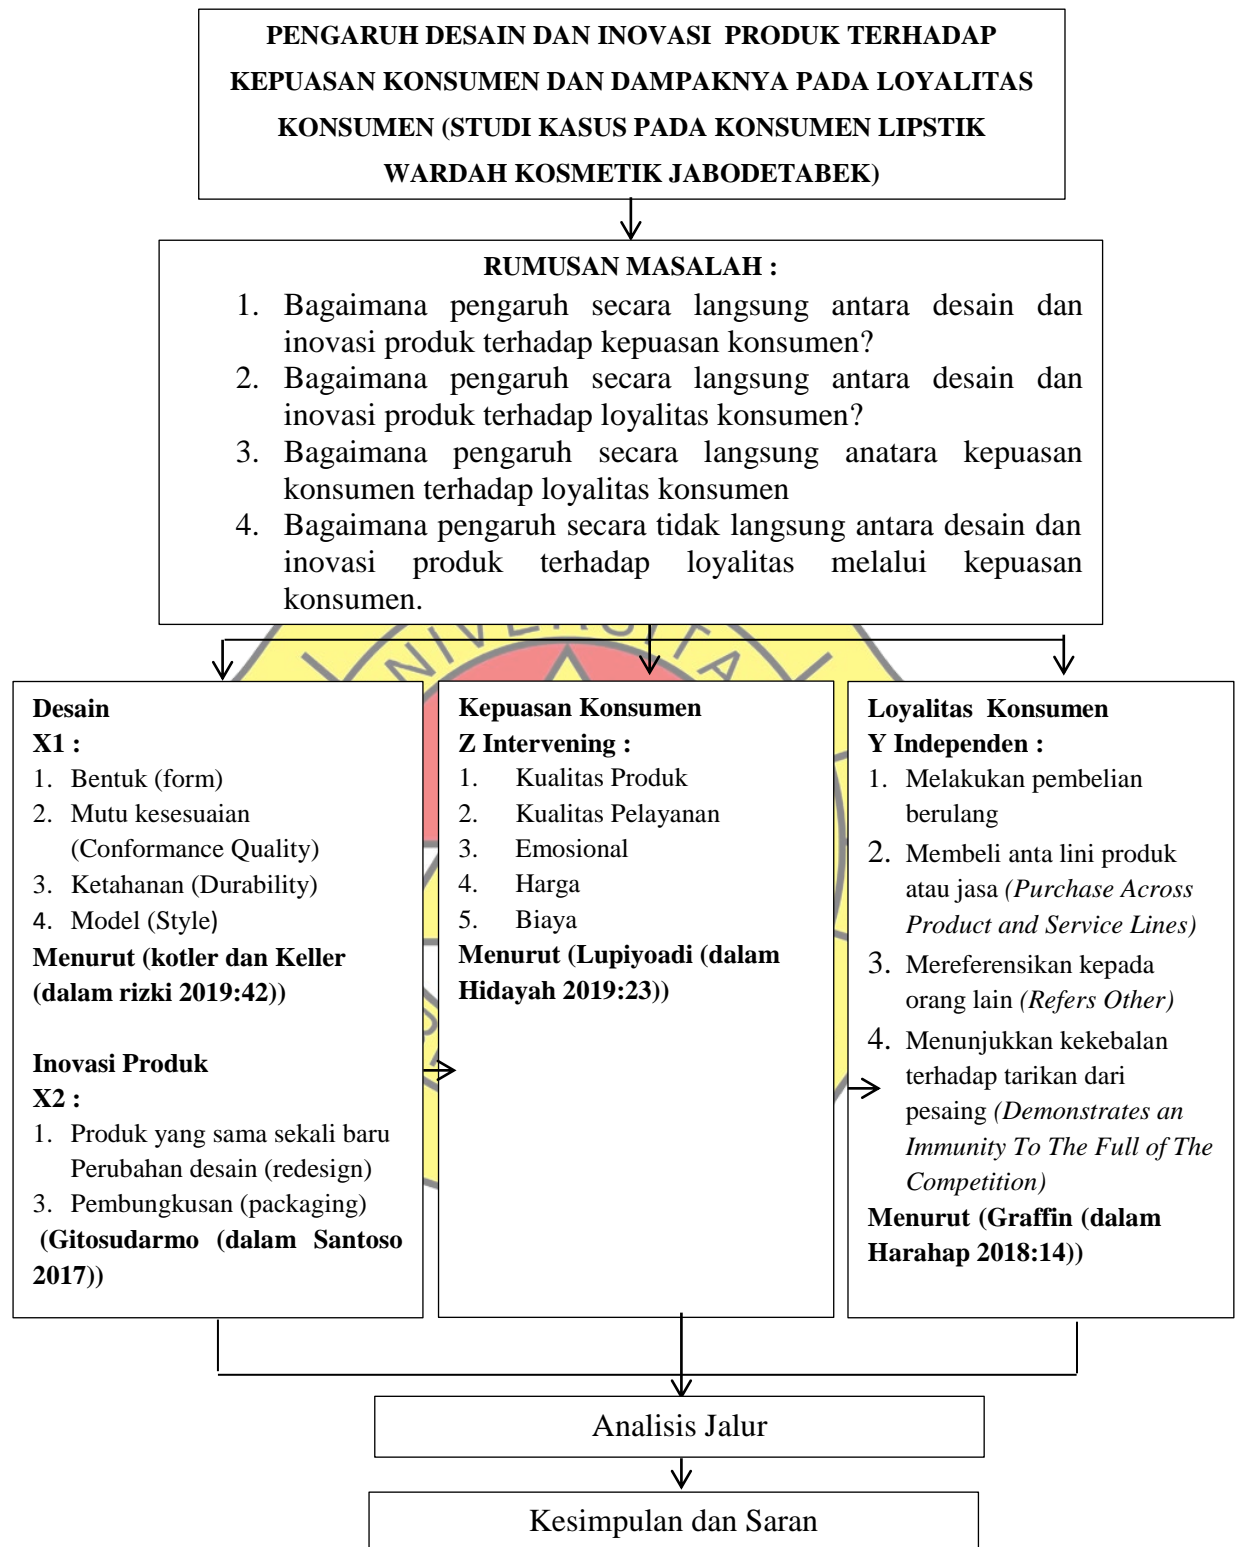 PENGARUH DESAIN DAN INOVASI PRODUK TERHADAP
KEPUASAN KONSUMEN DAN DAMPAKNYA PADA LOYALITAS
KONSUMEN (STUDI KASUS PADA KONSUMEN LIPSTIK
WARDAH KOSMETIK JABODETABEK)
RUMUSAN MASALAH :
1. Bagaimana pengaruh secara langsung antara desain dan
inovasi produk terhadap kepuasan konsumen?
2. Bagaimana pengaruh secara langsung antara desain dan
inovasi produk terhadap loyalitas konsumen?
3. Bagaimana pengaruh secara langsung anatara kepuasan
konsumen terhadap loyalitas konsumen
4. Bagaimana pengaruh secara tidak langsung antara desain dan
inovasi produk terhadap loyalitas melalui kepuasan
konsumen.
Desain
X1 :
1. Bentuk (form)
2. Mutu kesesuaian
(Conformance Quality)
3. Ketahanan (Durability)
4. Model (Style)
Menurut (kotler dan Keller
(dalam rizki 2019:42))
Inovasi Produk
X2 :
1. Produk yang sama sekali baru
Perubahan desain (redesign)
3. Pembungkusan (packaging)
(Gitosudarmo (dalam Santoso
2017))
Kepuasan Konsumen
Z Intervening :
1. Kualitas Produk
2. Kualitas Pelayanan
3. Emosional
4. Harga
5. Biaya
Menurut (Lupiyoadi (dalam
Hidayah 2019:23))
Loyalitas Konsumen
Y Independen :
1. Melakukan pembelian
berulang
2. Membeli anta lini produk
atau jasa (Purchase Across
Product and Service Lines)
3. Mereferensikan kepada
orang lain (Refers Other)
4. Menunjukkan kekebalan
terhadap tarikan dari
pesaing (Demonstrates an
Immunity To The Full of The
Competition)
Menurut (Graffin (dalam
Harahap 2018:14))
Analisis Jalur
Kesimpulan dan Saran